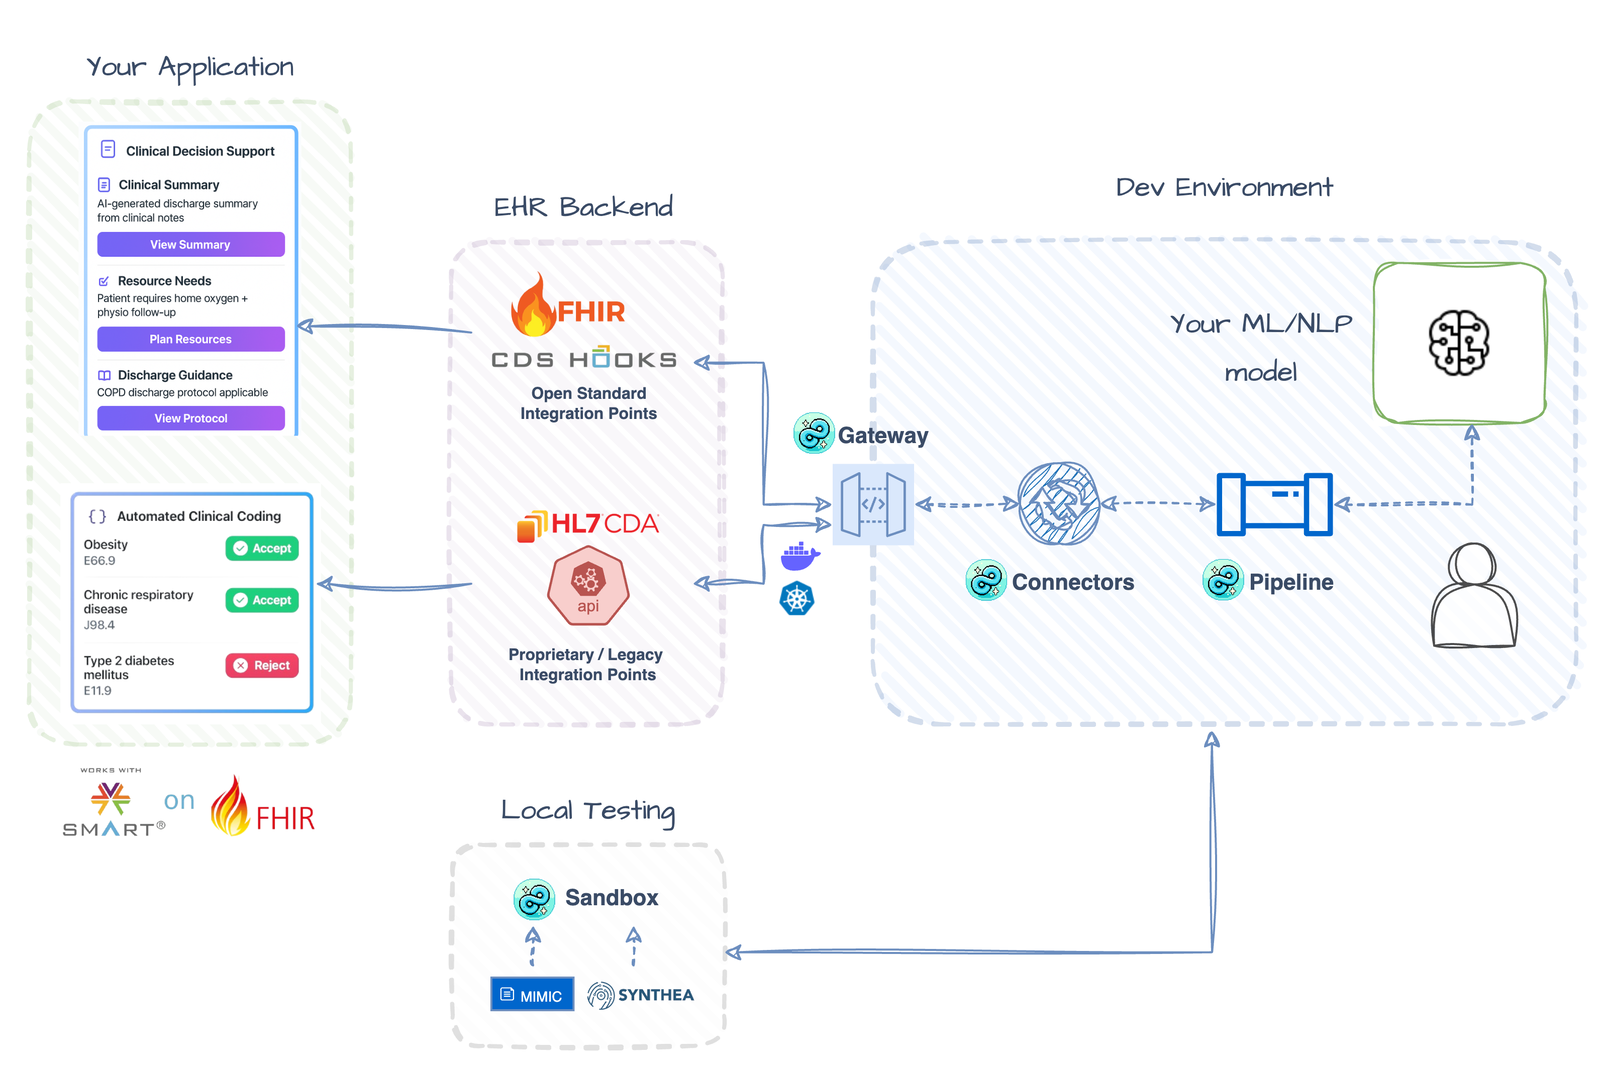 Your Application
Clinical Decision Support
Clinical Summary
AI-generated discharge summary
from clinical notes
View Summary
Resource Needs
Patient requires home oxygen +
physio follow-up
Plan Resources
Discharge Guidance
COPD discharge protocol applicable
View Protocol
{} Automated Clinical Coding
Obesity
E66.9
Accept
Chronic respiratory
disease
J98.4
Accept
Type 2 diabetes
mellitus
E11.9
Reject
WORKS WITH
SMART®
on
FHIR
EHR Backend
FHIR
CDS HOOKS
Open Standard
Integration Points
HL7 CDA
api
Proprietary / Legacy
Integration Points
Gateway
</>
Dev Environment
Your ML/NLP
model
Connectors
Pipeline
Local Testing
Sandbox
MIMIC
SYNTHEA